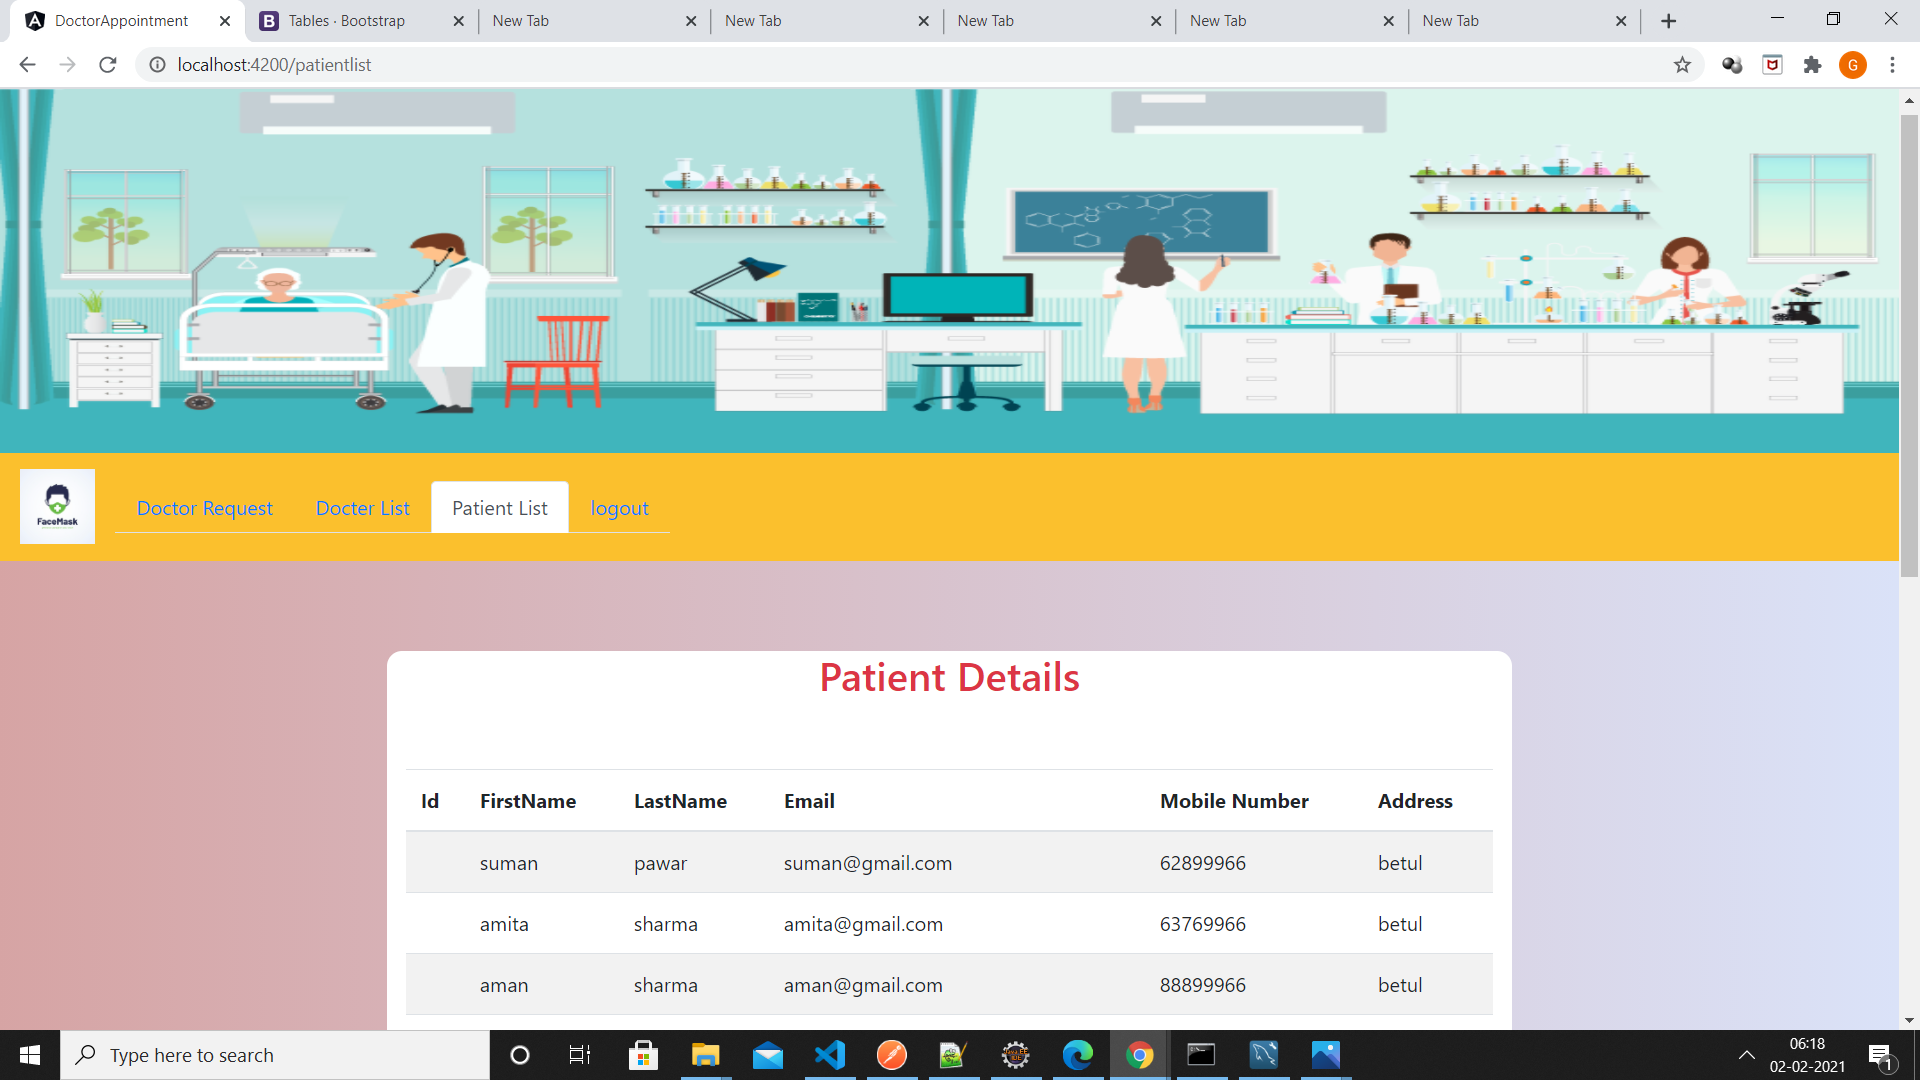 DoctorAppointment
Tables · Bootstrap
New Tab
New Tab
New Tab
New Tab
New Tab
localhost:4200/patientlist
G
FaceMask
Doctor Request
Docter List
Patient List
logout
Patient Details
Id FirstName LastName Email Mobile Number Address
suman pawar suman@gmail.com 62899966 betul
amita sharma amita@gmail.com 63769966 betul
aman sharma aman@gmail.com 88899966 betul
Type here to search
06:18
02-02-2021
1